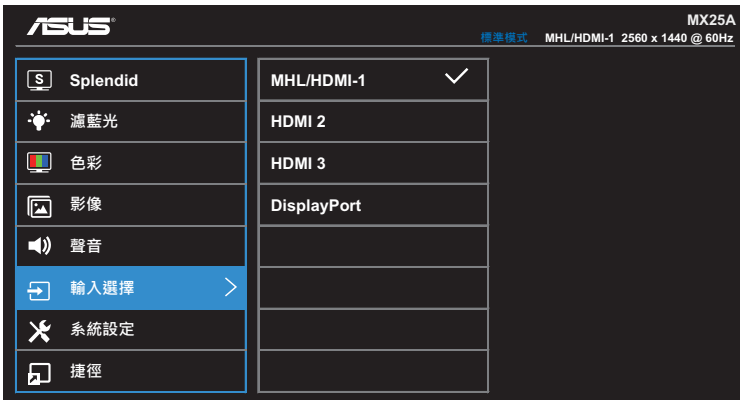 ASUS
MX25A
標準模式 MHL/HDMI-1 2560 x 1440 @ 60Hz
S Splendid
濾藍光
色彩
影像
聲音
輸入選擇
系統設定
捷徑
MHL/HDMI-1
HDMI 2
HDMI 3
DisplayPort